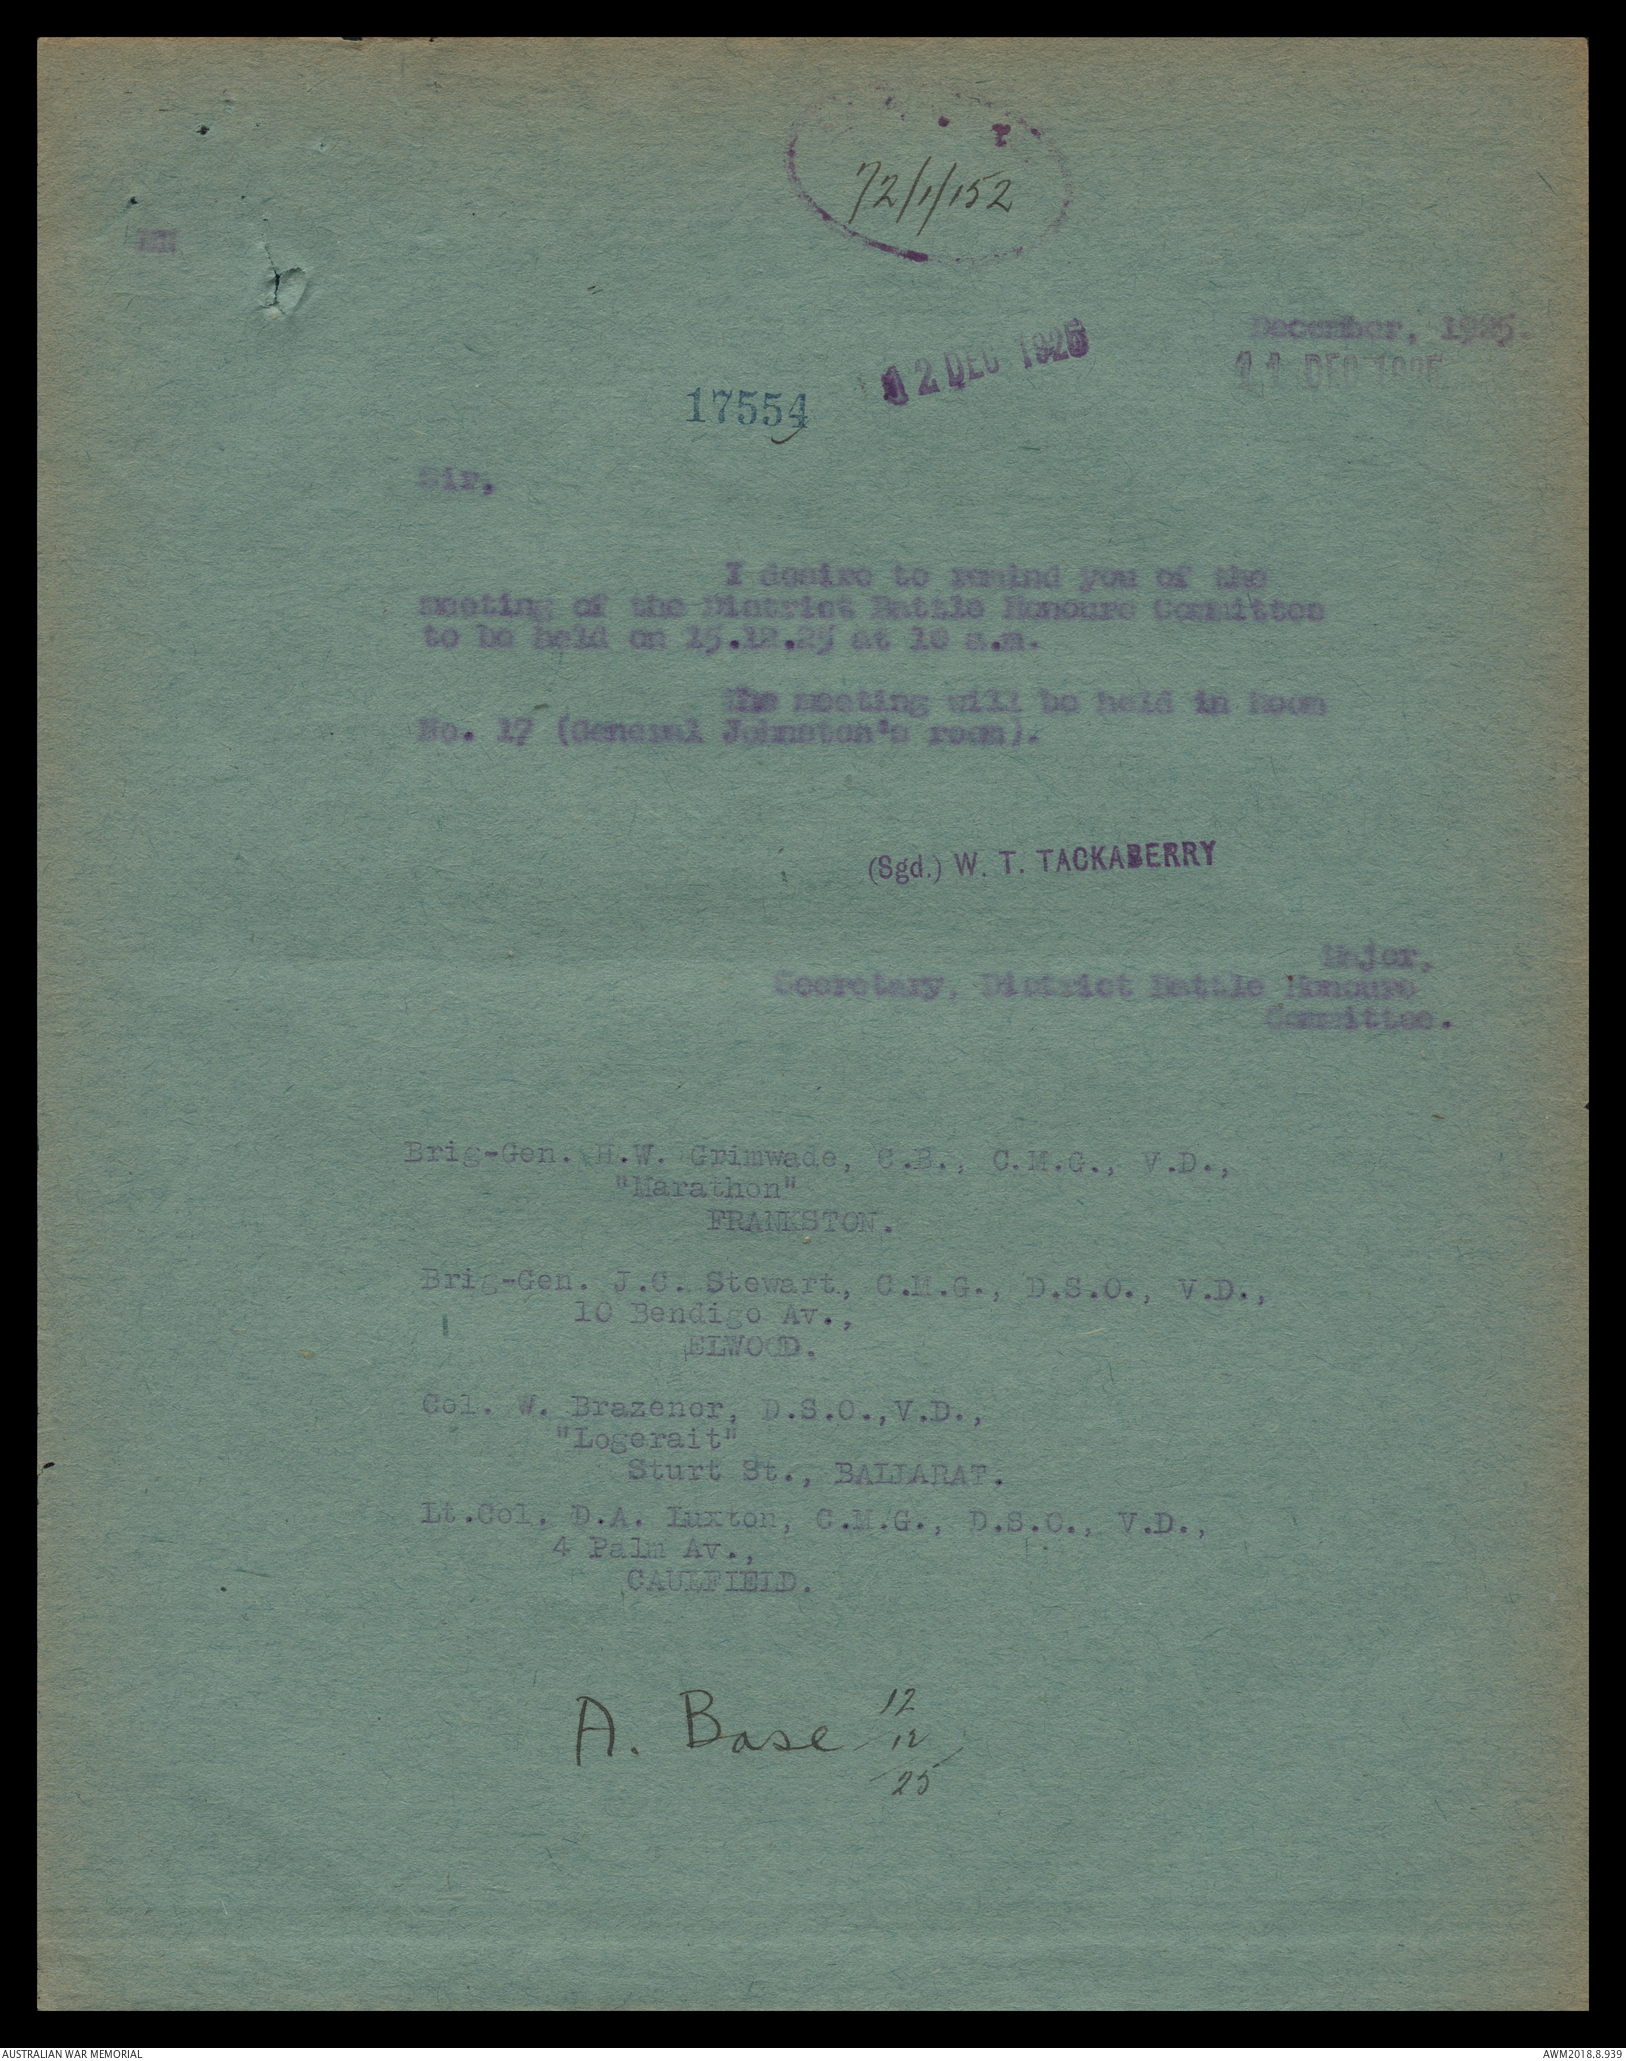 72/1/152
December, 1925.
12 DEC 1925
11 DEC 1925
17554
Sir,
I desire to remind you of the
meeting of the District Battle Honours Committee
to be held on 15.12.25 at 10 a.m.
The meeting will be held in Room
No. 17 (General Johnston's room).
(Sgd.) W. T. TACKABERRY
Major,
Secretary, District Battle Honours
Committee.
Brig-Gen. H.W. Grimwade, C.B., C.M.G., V.D.,
"Marathon"
FRANKSTON.
Brig-Gen. J.C. Stewart, C.M.G., D.S.O., V.D.,
10 Bendigo Av.,
ELWOOD.
Col. W. Brazenor, D.S.O.,V.D.,
"Logerait"
Sturt St., BALLARAT.
Lt.Col. D.A. Luxton, C.M.G., D.S.O., V.D.,
4 Palm Av.,
CAULFIELD.
A. Base 12
12
25
AUSTRALIAN WAR MEMORIAL
AWM2018.8.939